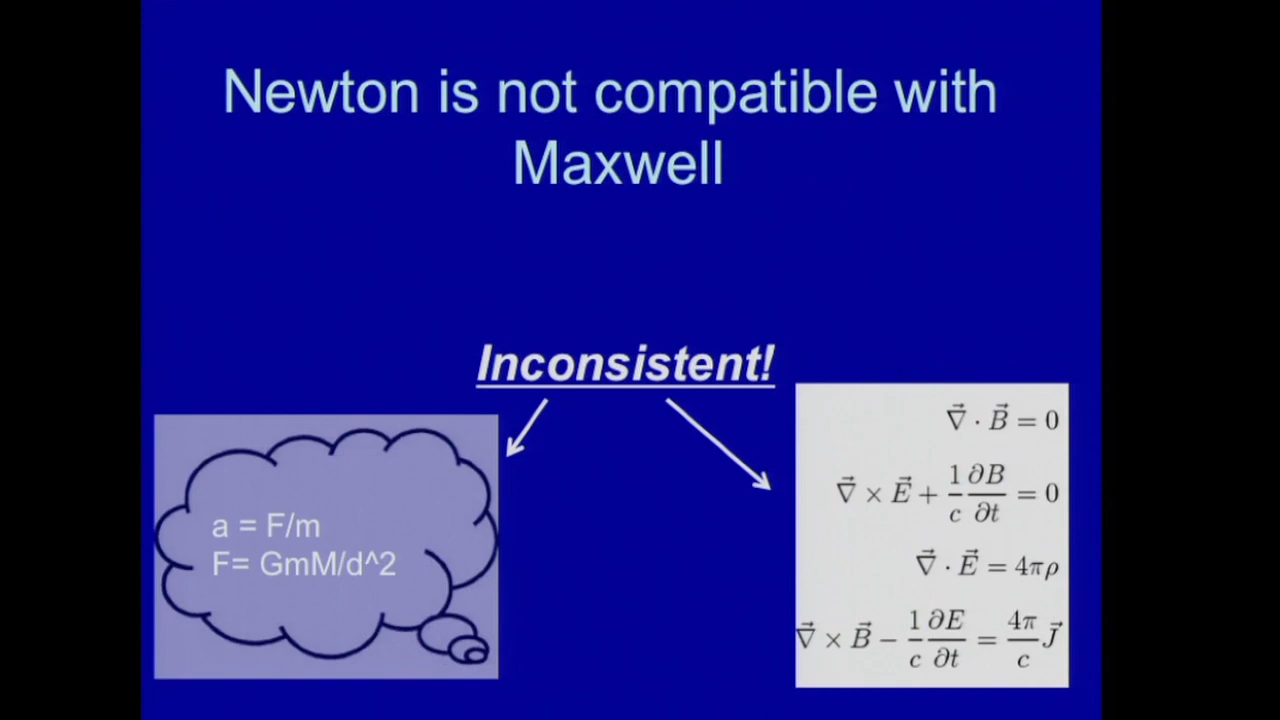 Newton is not compatible with
Maxwell
Inconsistent!
a = F/m
F= GmM/d^2
∇⃗ · B⃗ = 0
∇⃗ × E⃗ + 1/c ∂B/∂t = 0
∇⃗ · E⃗ = 4πρ
∇⃗ × B⃗ − 1/c ∂E/∂t = 4π/c J⃗